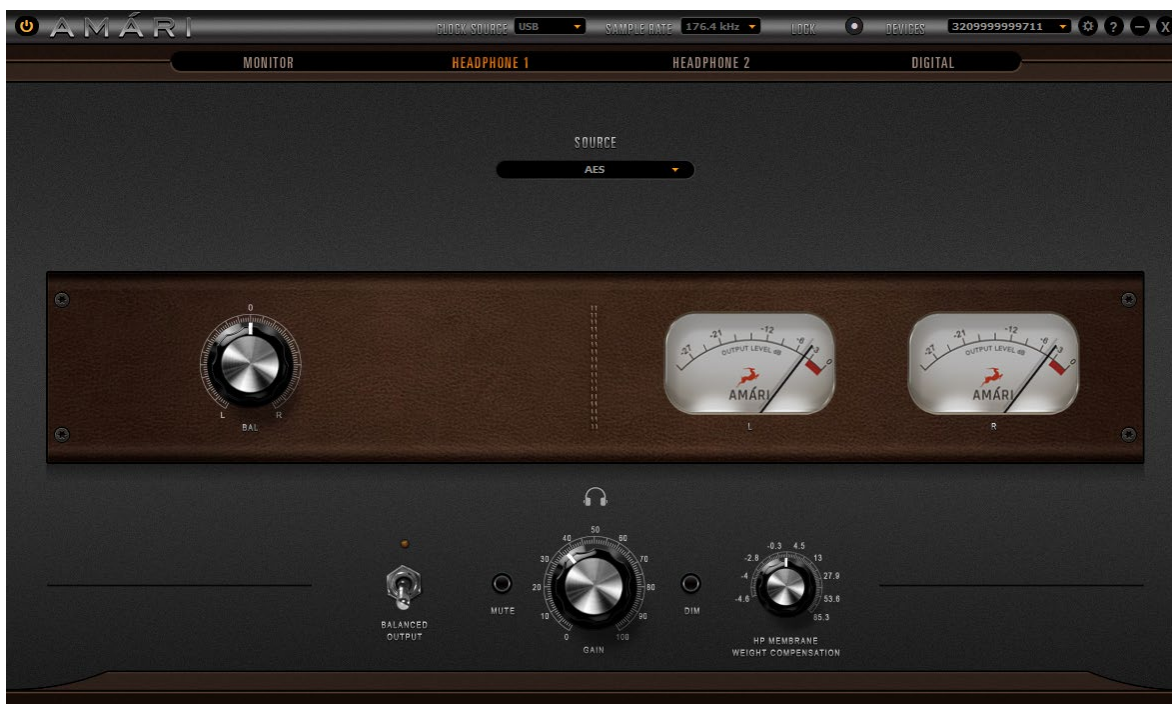 AMÁRI CLOCK SOURCE USB SAMPLE RATE 176.4 kHz LOCK DEVICES 3209999999711 ? – X
MONITOR HEADPHONE 1 HEADPHONE 2 DIGITAL
SOURCE
AES
0
L R
BAL
-27 -21 -12 -6 -3 0
OUTPUT LEVEL dB
AMÁRI
L
-27 -21 -12 -6 -3 0
OUTPUT LEVEL dB
AMÁRI
R
BALANCED
OUTPUT
MUTE
0 10 20 30 40 50 60 70 80 90 100
GAIN
DIM
-4.6 -4 -2.8 -0.3 4.5 13 27.9 53.6 85.3
HP MEMBRANE
WEIGHT COMPENSATION